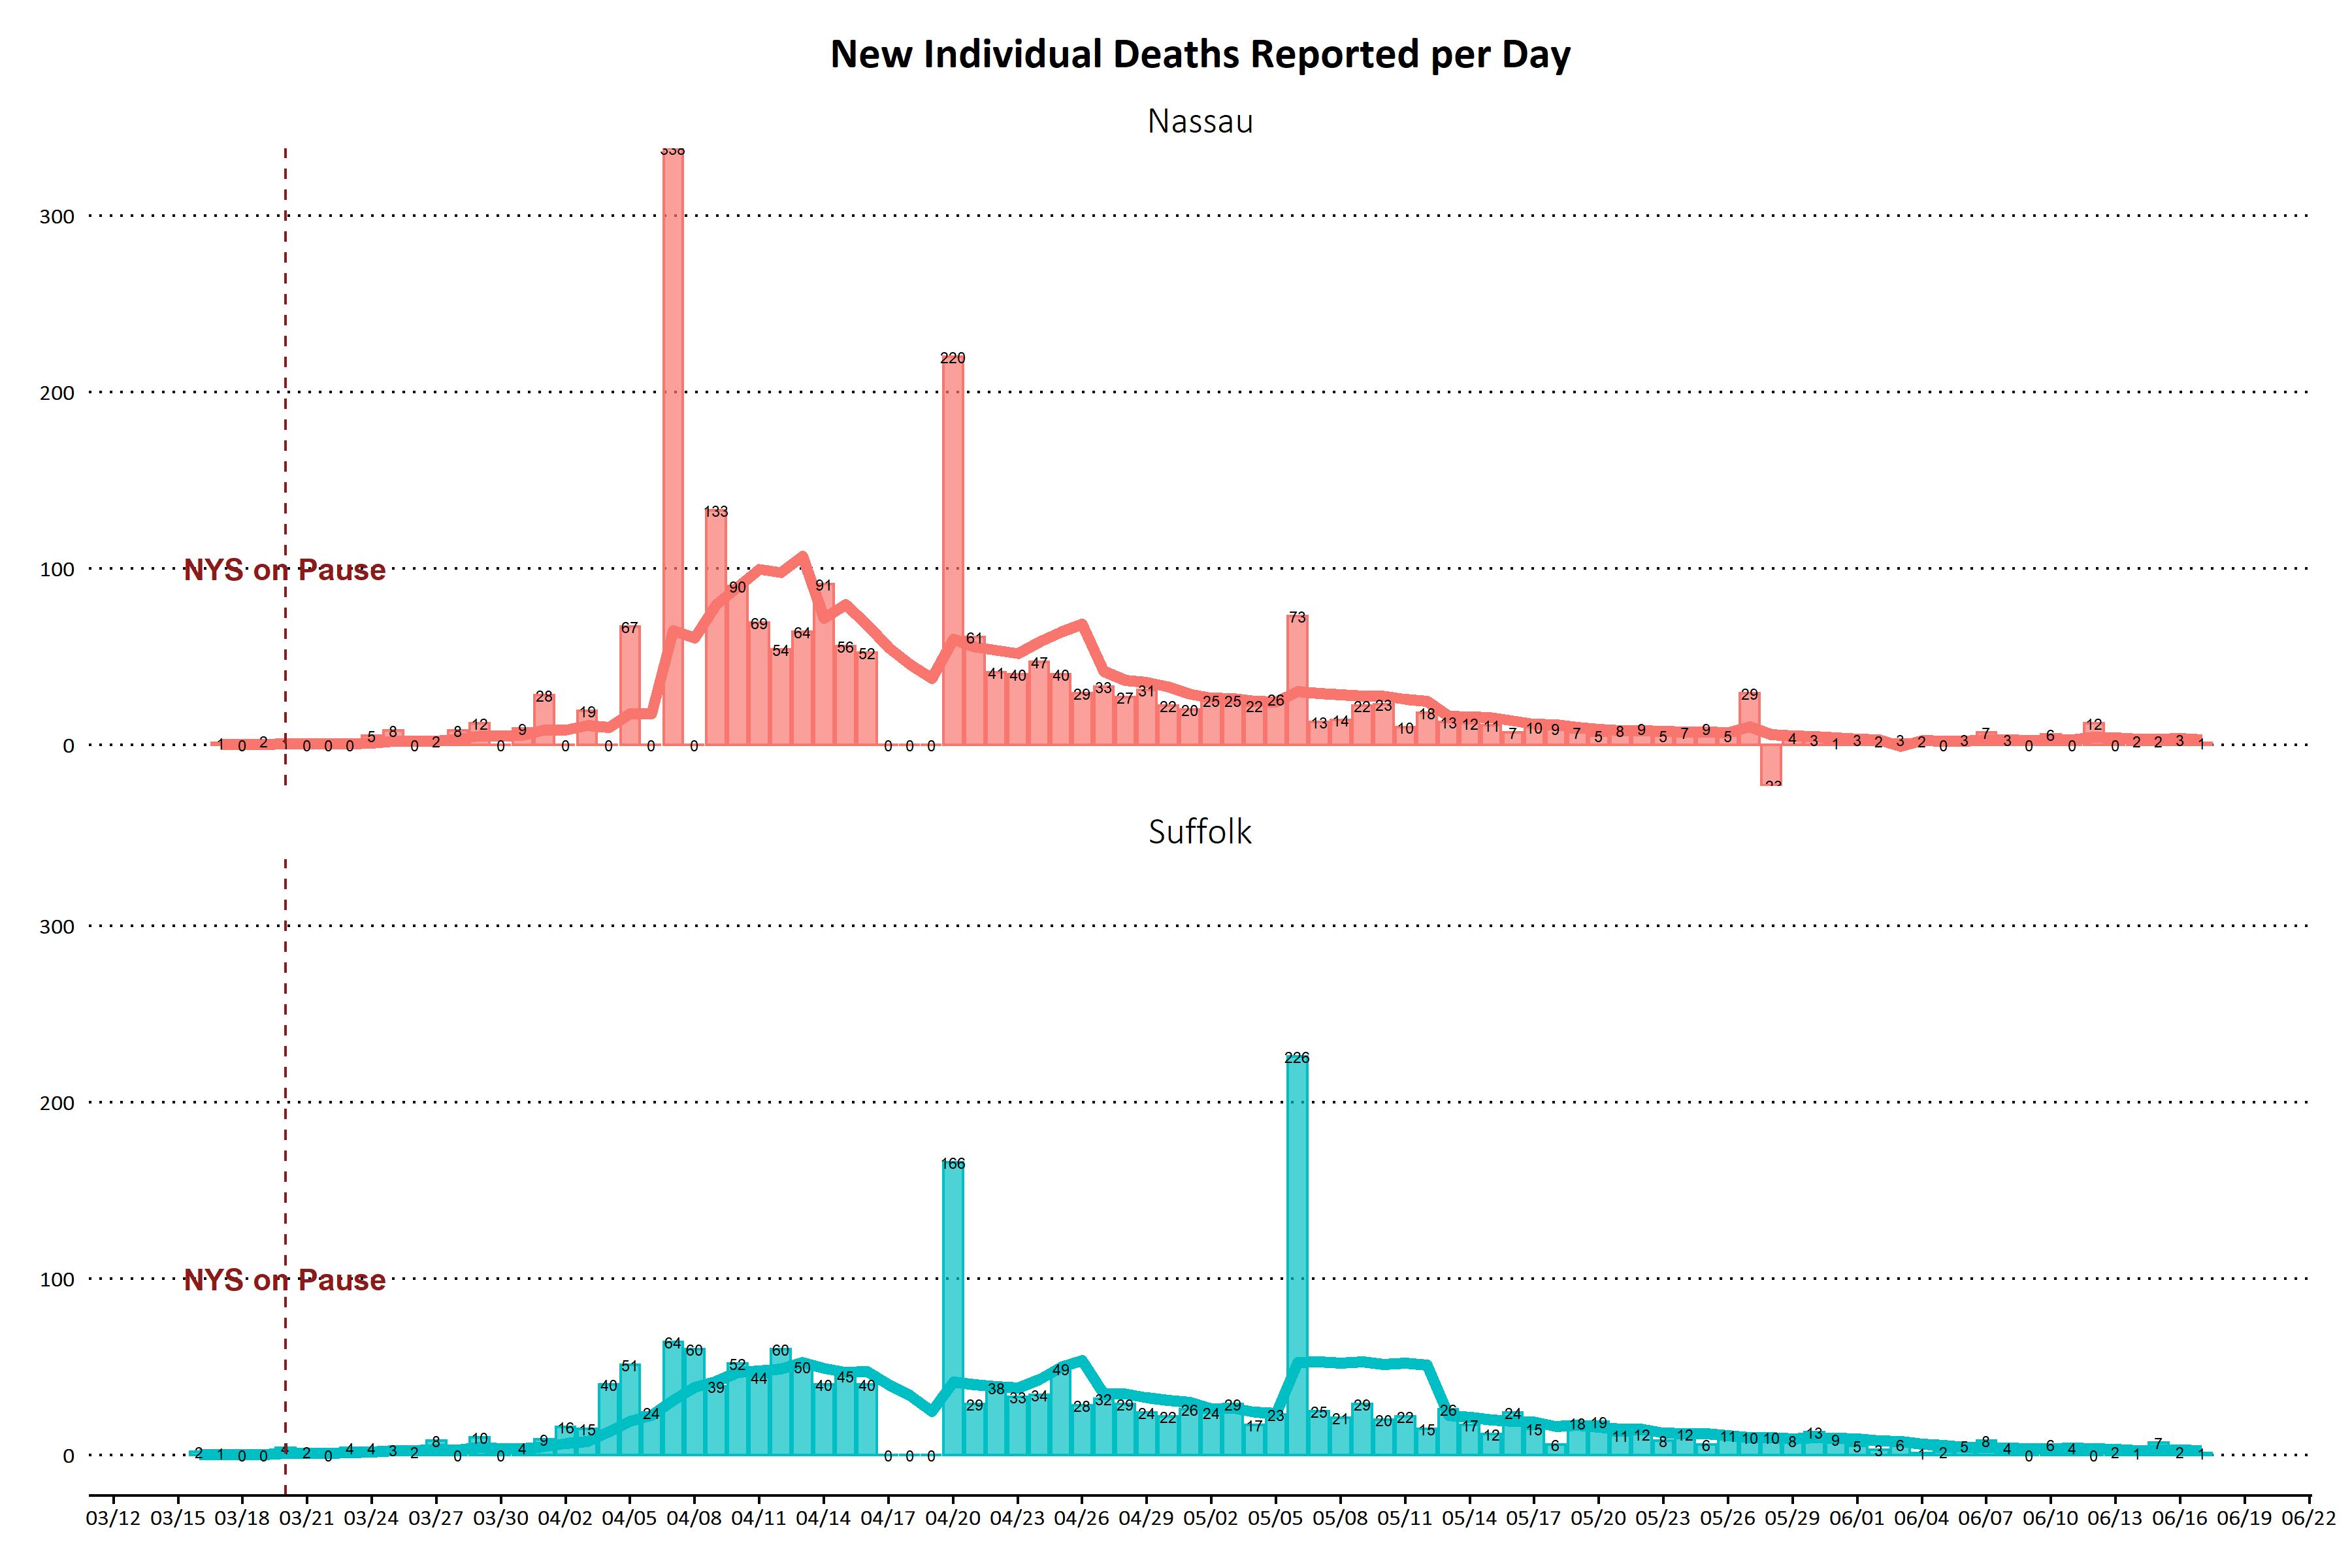 New Individual Deaths Reported per Day
Nassau
300
200
100
0
NYS on Pause
338
220
133
90
69
54
64
91
56
52
67
28
19
1 0 2 1 0 0 0 5 8 0 2 8 12 0 9 0 0 0 0 0 0 0
61 41 40 47 40 29 33 27 31 22 20 25 25 22 26 73 13 14 22 23 10 18 13 12 11 7 10 9 7 5 8 9 5 7 9 5 29
4 3 1 3 2 3 2 0 3 7 3 0 6 0 12 0 2 2 3 1
Suffolk
300
200
100
0
NYS on Pause
2 1 0 0 4 2 0 4 4 3 2 8 0 10 0 4 9 16 15 40 51 24 64 60 39 52 44 60 50 40 45 40 0 0 0 166 29 38 33 34 49 28 32 29 24 22 26 24 29 17 23 226 25 21 29 20 22 15 26 17 12 24 15 6 18 19 11 12 8 12 6 11 10 10 8 13 9 5 3 6 1 2 5 8 4 0 6 4 0 2 1 7 2 1
03/12 03/15 03/18 03/21 03/24 03/27 03/30 04/02 04/05 04/08 04/11 04/14 04/17 04/20 04/23 04/26 04/29 05/02 05/05 05/08 05/11 05/14 05/17 05/20 05/23 05/26 05/29 06/01 06/04 06/07 06/10 06/13 06/16 06/19 06/22